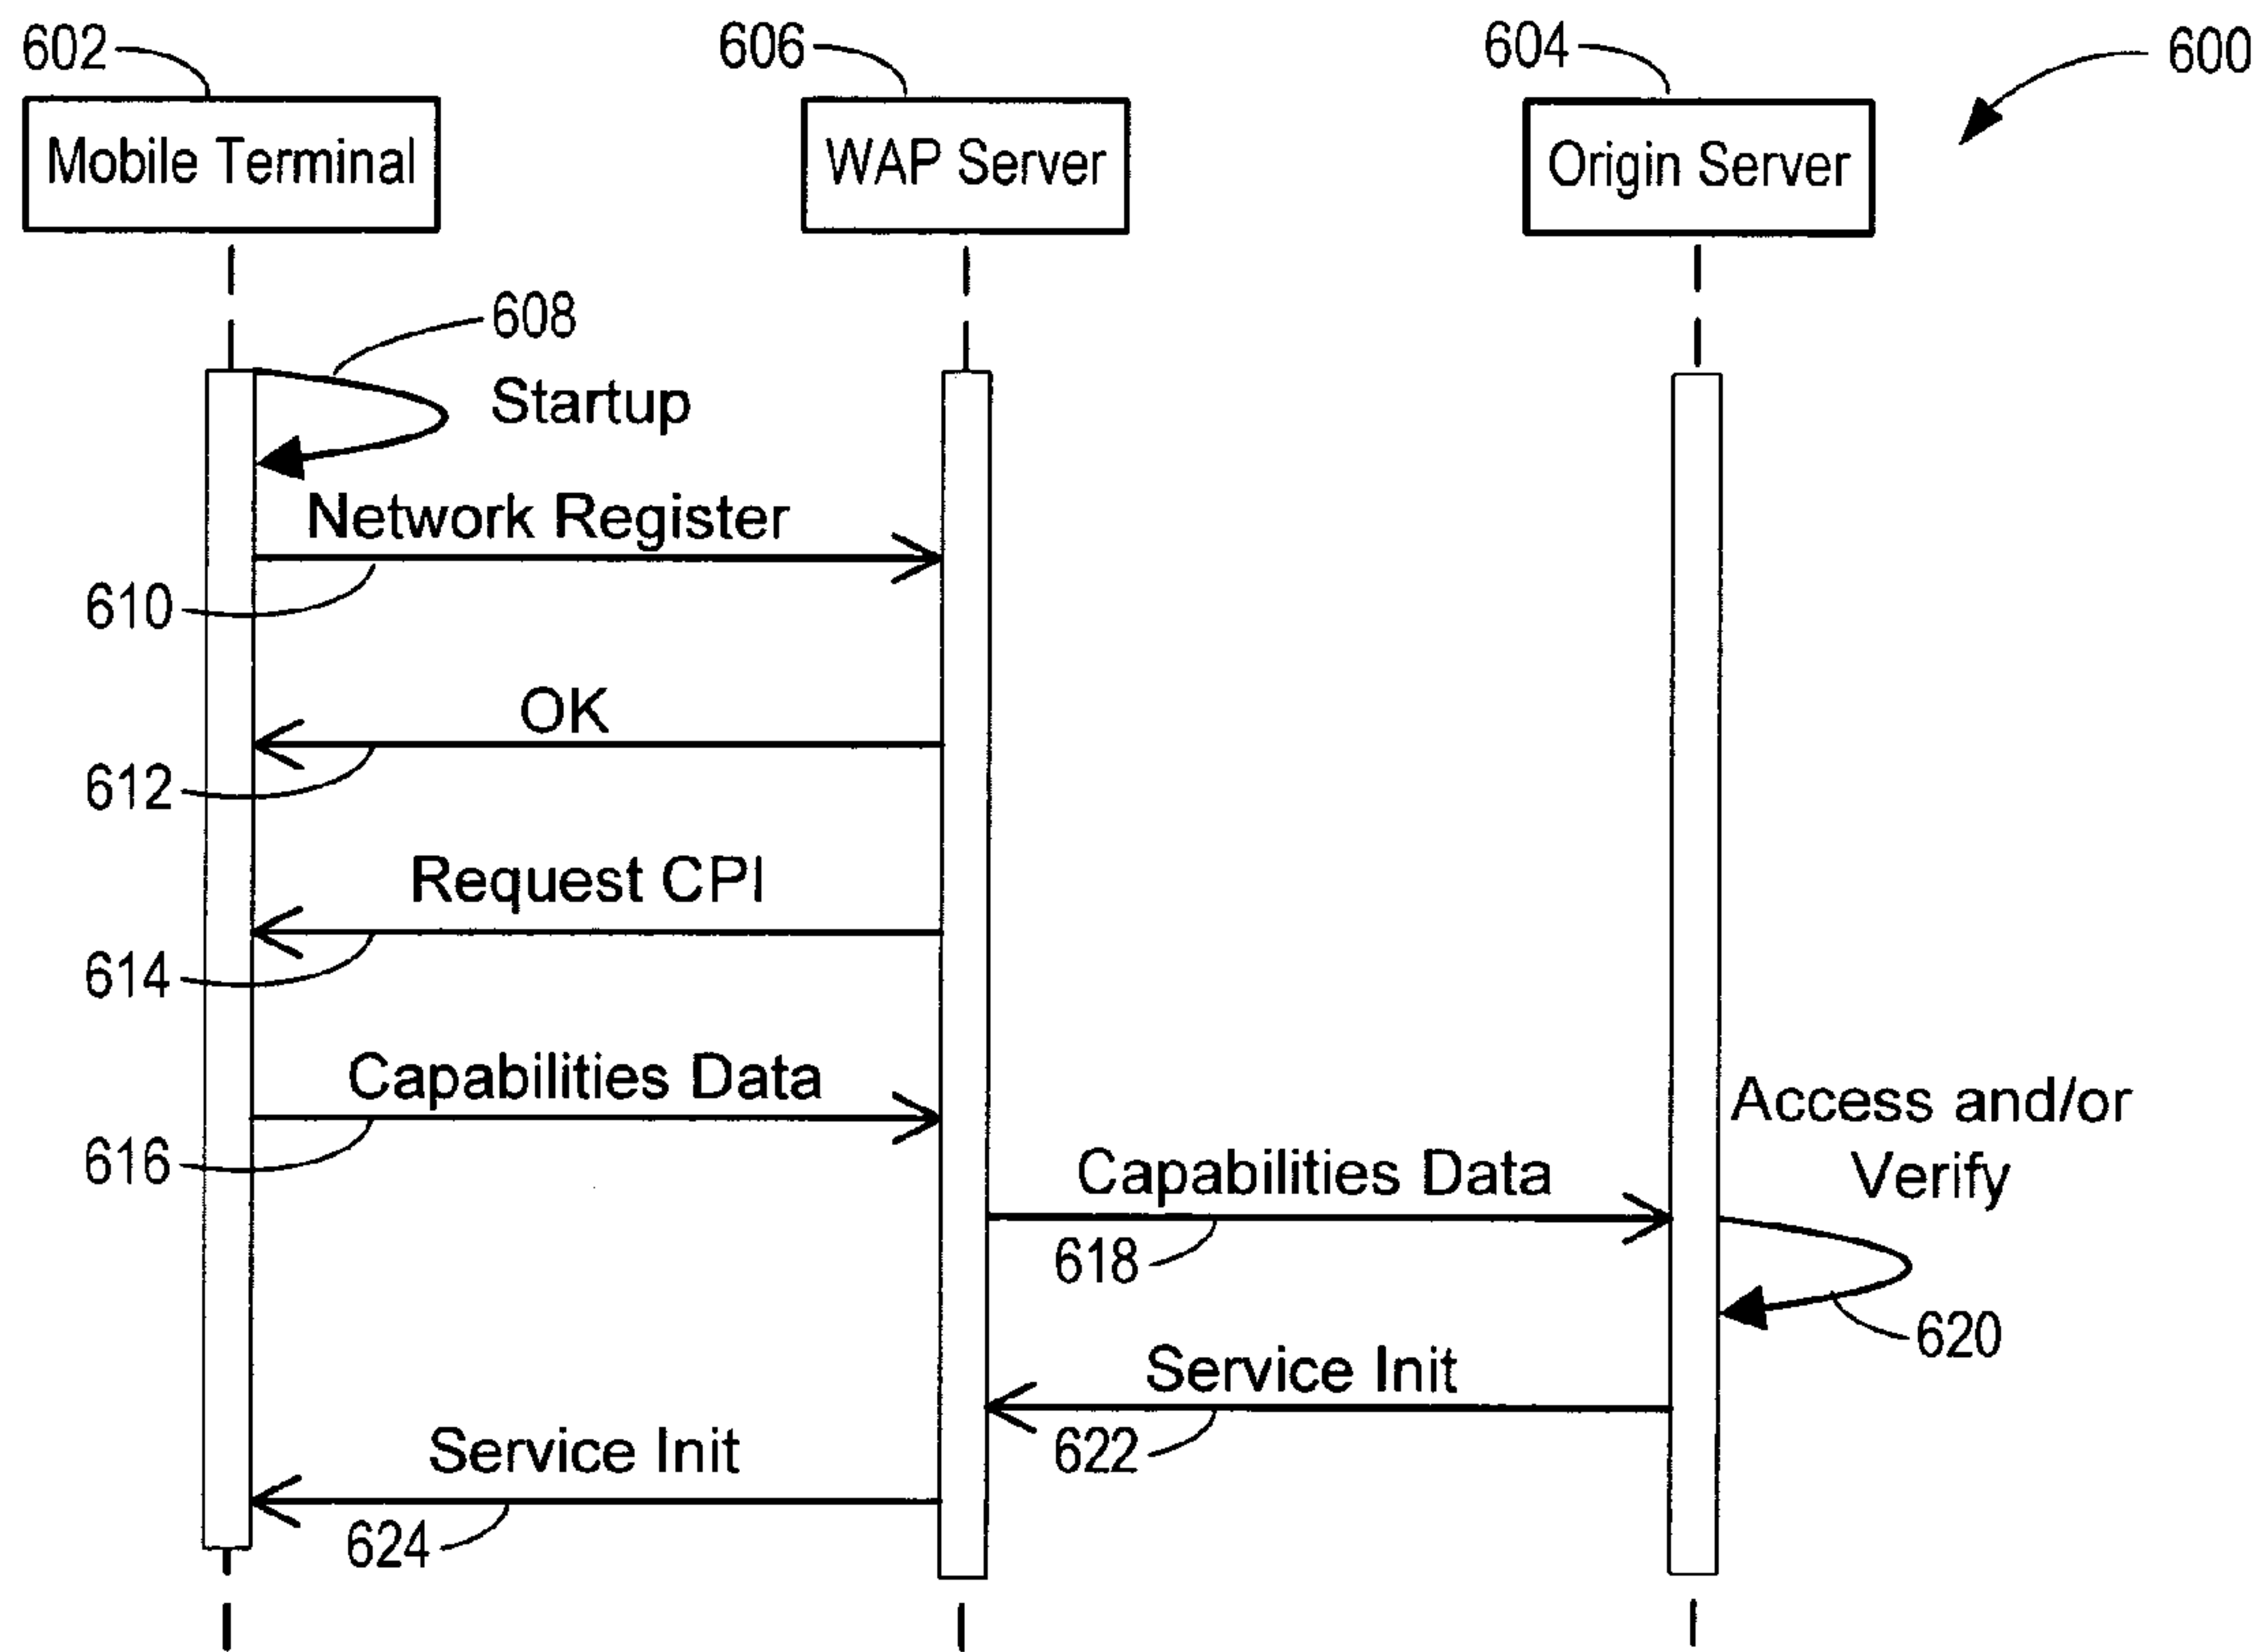 602
606
604
600
Mobile Terminal
WAP Server
Origin Server
608
Startup
Network Register
610
OK
612
Request CPI
614
Capabilities Data
616
Access and/or
Verify
Capabilities Data
618
620
Service Init
622
Service Init
624